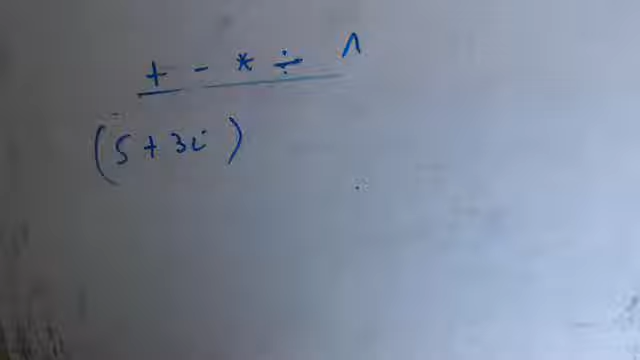 + - * ÷ ^
(5 + 3i)